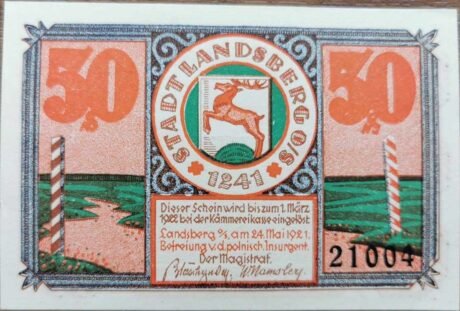 50
50
STADT LANDSBERG O/S
1241
Dieser Schein wird bis zum 1. März
1922 bei der Kämmereikasse eingelöst.
Landsberg o/s, am 24. Mai 1921.
Befreiung v. d. polnisch. Insurgent.
Der Magistrat.
21004